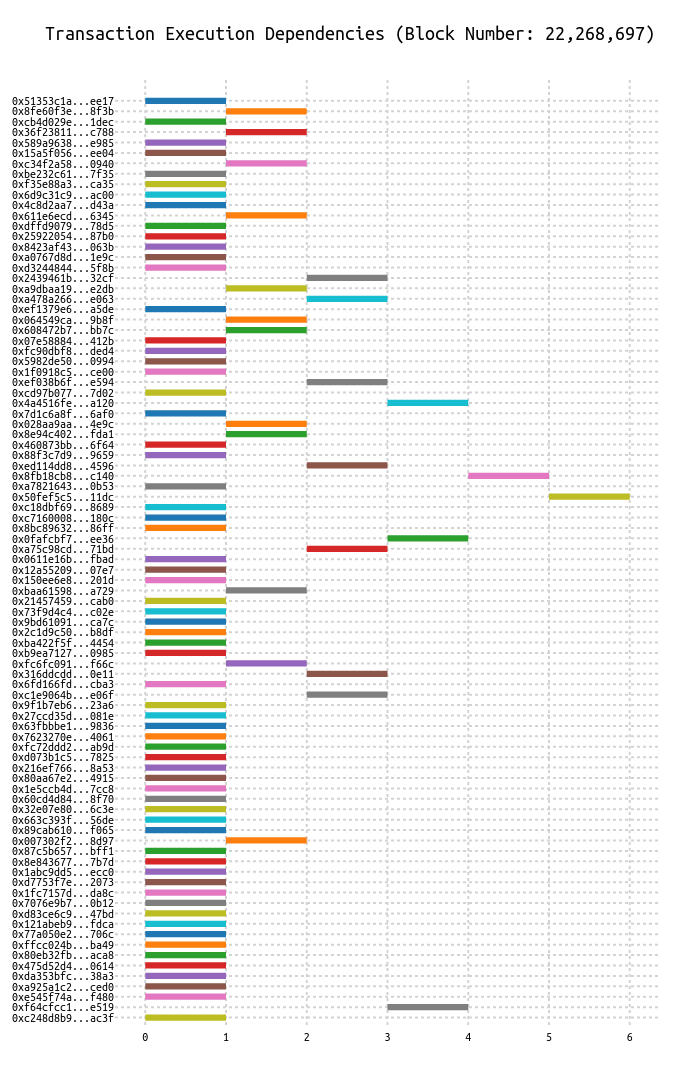 Transaction Execution Dependencies (Block Number: 22,268,697)
0x51353c1a...ee17
0x8fe60f3e...8f3b
0xcb4d029e...1dec
0x36f23811...c788
0x589a9638...e985
0x15a5f056...ee04
0xc34f2a58...0940
0xbe232c61...7f35
0xf35e88a3...ca35
0x6d9c31c9...ac00
0x4c8d2aa7...d43a
0x611e6ecd...6345
0xdffd9079...78d5
0x25922054...87b0
0x8423af43...063b
0xa0767d8d...1e9c
0xd3244844...5f8b
0x2439461b...32cf
0xa9dbaa19...e2db
0xa478a266...e063
0xef1379e6...a5de
0x064549ca...9b8f
0x608472b7...bb7c
0x07e58884...412b
0xfc90dbf8...ded4
0x5982de50...0994
0x1f0918c5...ce00
0xef038b6f...e594
0xcd97b077...7d02
0x4a4516fe...a120
0x7d1c6a8f...6af0
0x028aa9aa...4e9c
0x8e94c402...fda1
0x460873bb...6f64
0x88f3c7d9...9659
0xed114dd8...4596
0x8fb18cb8...c140
0xa7821643...0b53
0x50fef5c5...11dc
0xc18dbf69...8689
0xc7160008...180c
0x8bc89632...86ff
0x0fafcbf7...ee36
0xa75c98cd...71bd
0x0611e16b...fbad
0x12a55209...07e7
0x150ee6e8...201d
0xbaa61598...a729
0x21457459...cab0
0x73f9d4c4...c02e
0x9bd61091...ca7c
0x2c1d9c50...b8df
0xba422f5f...4454
0xb9ea7127...0985
0xfc6fc091...f66c
0x316ddcdd...0e11
0x6fd166fd...cba3
0xc1e9064b...e06f
0x9f1b7eb6...23a6
0x27ccd35d...081e
0x63fbbbe1...9836
0x7623270e...4061
0xfc72ddd2...ab9d
0xd073b1c5...7825
0x216ef766...8a53
0x80aa67e2...4915
0x1e5ccb4d...7cc8
0x60cd4d84...8f70
0x32e07e80...6c3e
0x663c393f...56de
0x89cab610...f065
0x007302f2...8d97
0x87c5b657...bff1
0x8e843677...7b7d
0x1abc9dd5...ecc0
0xd7753f7e...2073
0x1fc7157d...da8c
0x7076e9b7...0b12
0xd83ce6c9...47bd
0x121abeb9...fdca
0x77a050e2...706c
0xffcc024b...ba49
0x80eb32fb...aca8
0x475d52d4...0614
0xda353bfc...38a3
0xa925a1c2...ced0
0xe545f74a...f480
0xf64cfcc1...e519
0xc248d8b9...ac3f
0 1 2 3 4 5 6